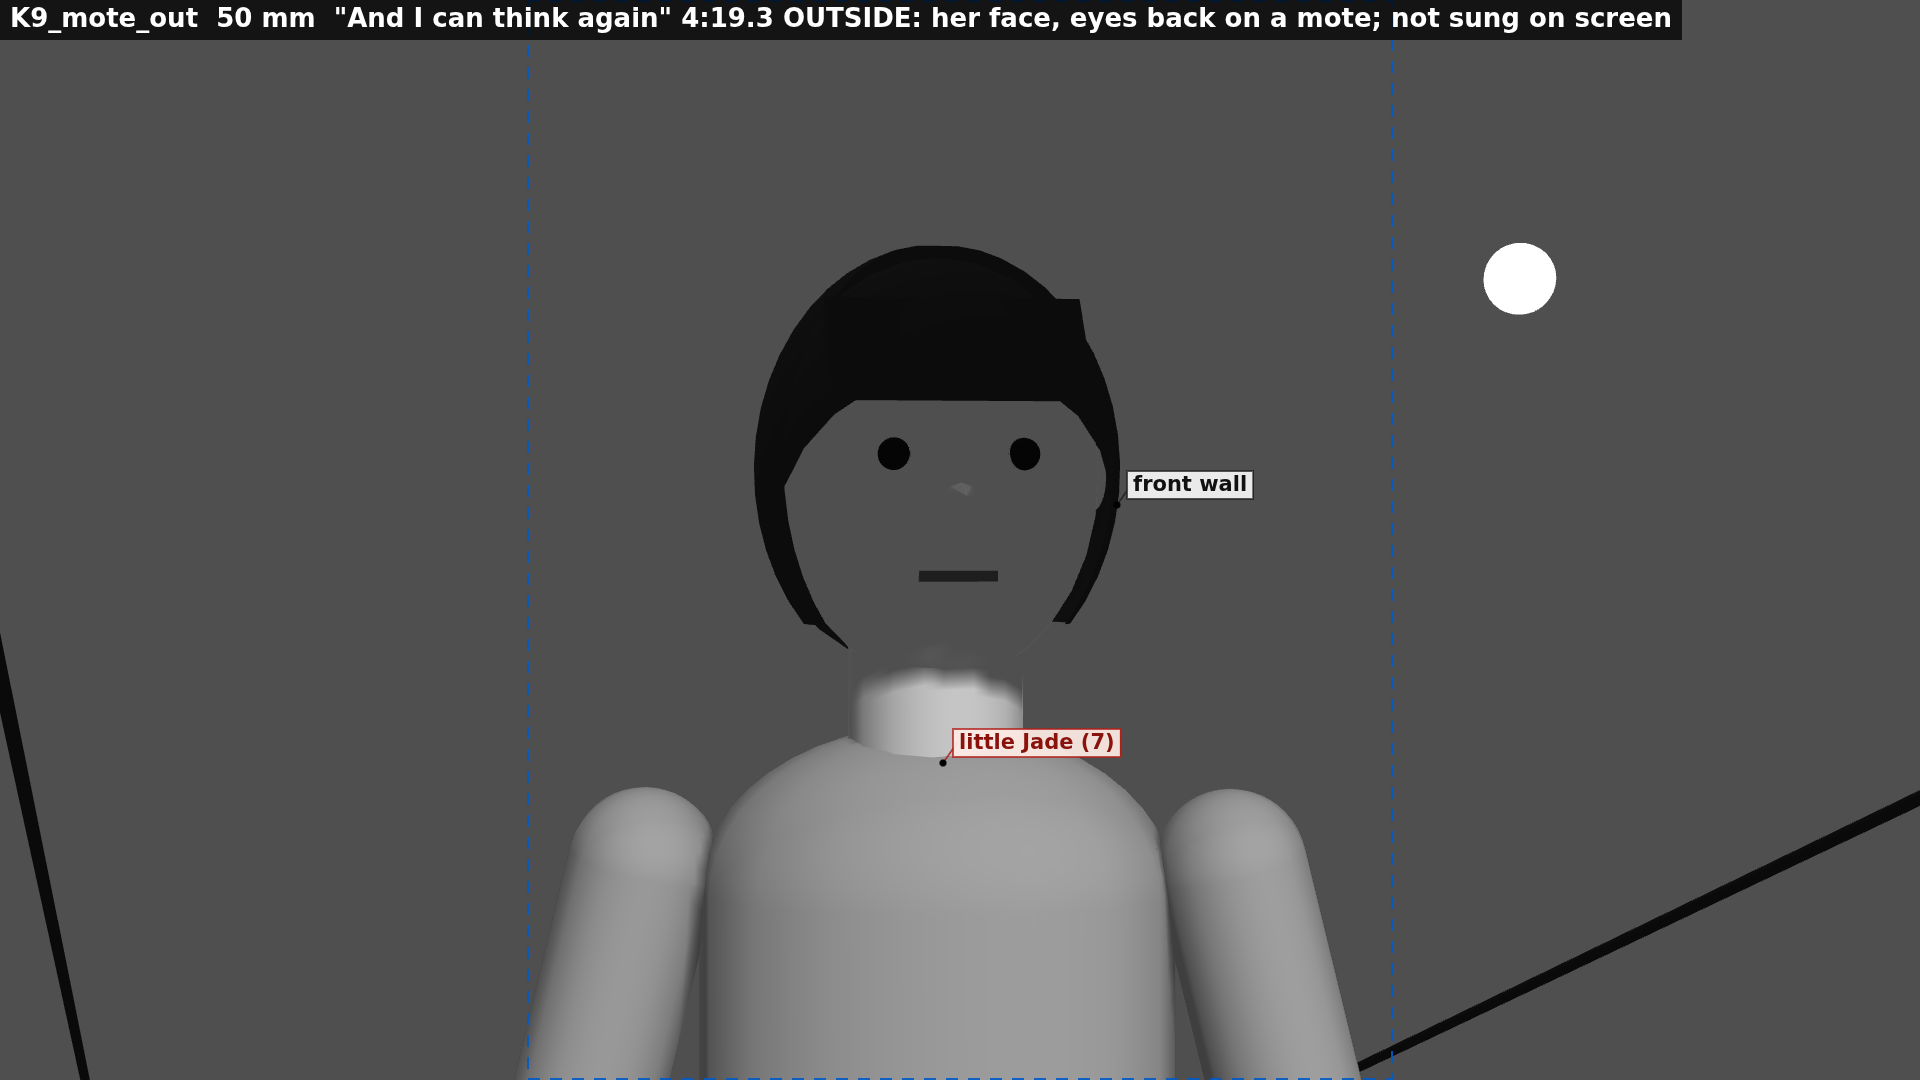 K9_mote_out 50 mm "And I can think again" 4:19.3 OUTSIDE: her face, eyes back on a mote; not sung on screen
front wall
little Jade (7)